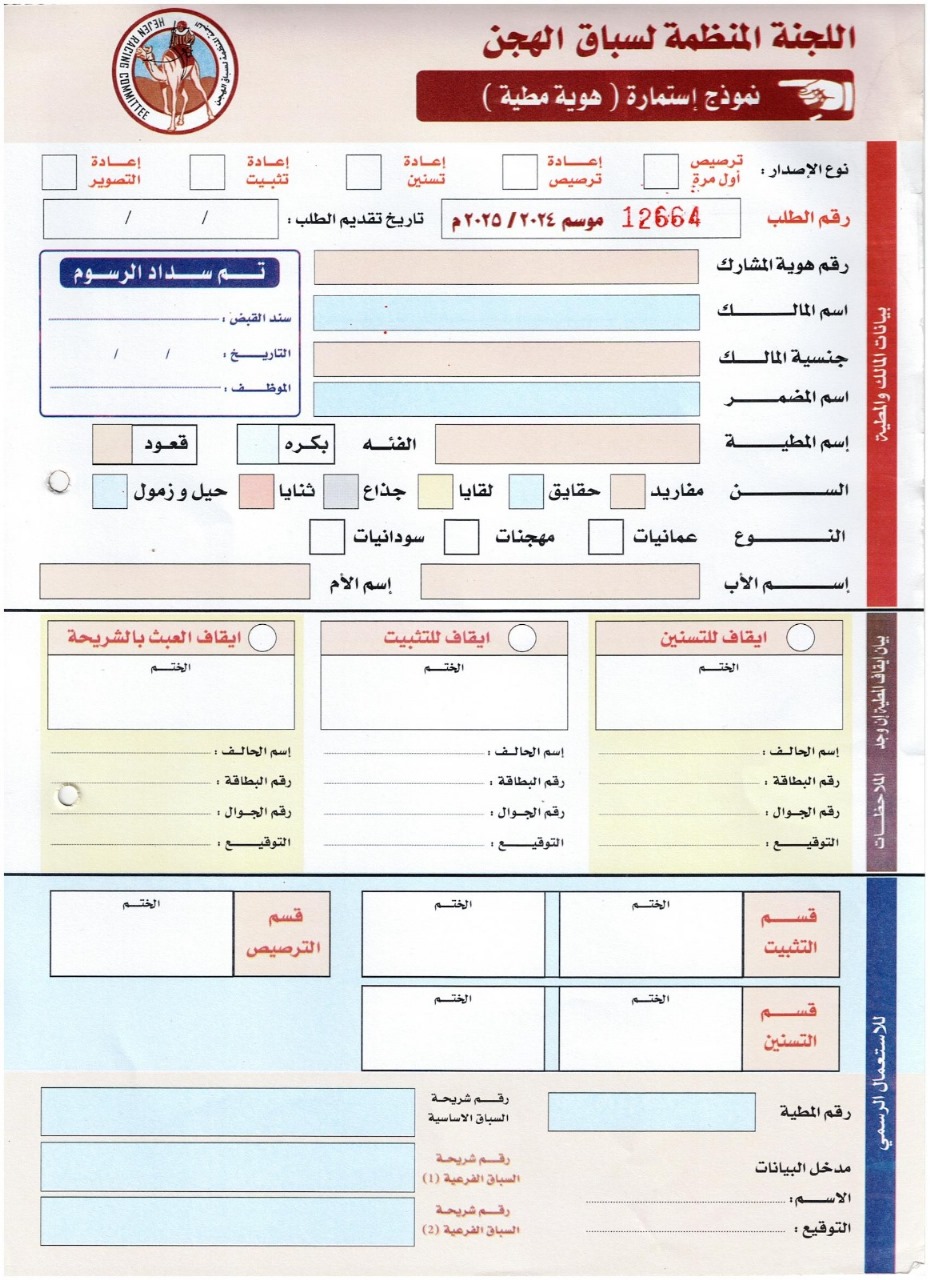 اللجنة المنظمة لسباق الهجن
نموذج إستمارة ( هوية مطية )
اللجنة المنظمة لسباق الهجن
HEJEN RACING COMMITTEE
نوع الإصدار : ترصيص أول مرة إعادة ترصيص إعادة تسنين إعادة تثبيت إعادة التصوير
رقم الطلب 12664 موسم ٢٠٢٤ / ٢٠٢٥ م تاريخ تقديم الطلب : / /
رقم هوية المشارك
اسم المالك
جنسية المالك
اسم المضمر
تم سداد الرسوم
سند القبض :
التاريخ : / /
الموظف :
إسم المطية الفئه بكره قعود
السن مفاريد حقايق لقايا جذاع ثنايا حيل و زمول
النوع عمانيات مهجنات سودانيات
إسم الأب إسم الأم
بيانات المالك والمطية
ايقاف للتسنين ايقاف للتثبيت ايقاف العبث بالشريحة
الختم الختم الختم
إسم الحالف : إسم الحالف : إسم الحالف :
رقم البطاقة : رقم البطاقة : رقم البطاقة :
رقم الجوال : رقم الجوال : رقم الجوال :
التوقيع : التوقيع : التوقيع :
بيان ايقاف المطية إن وجد
الملاحظات
قسم التثبيت الختم الختم
قسم الترصيص الختم
قسم التسنين الختم الختم
رقم المطية
رقم شريحة
السباق الاساسية
رقم شريحة
السباق الفرعية (1)
رقم شريحة
السباق الفرعية (2)
مدخل البيانات
الاسم :
التوقيع :
للاستعمال الرسمي